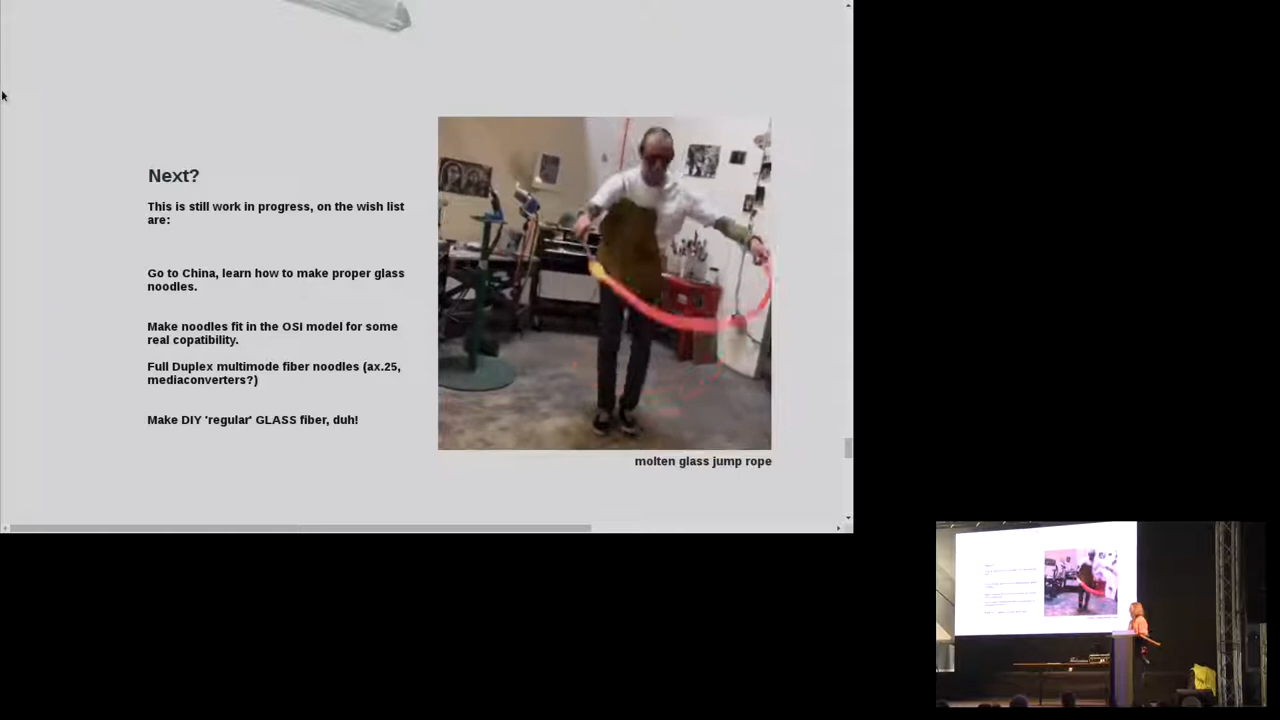 Next?
This is still work in progress, on the wish list
are:
Go to China, learn how to make proper glass
noodles.
Make noodles fit in the OSI model for some
real copatibility.
Full Duplex multimode fiber noodles (ax.25,
mediaconverters?)
Make DIY 'regular' GLASS fiber, duh!
molten glass jump rope